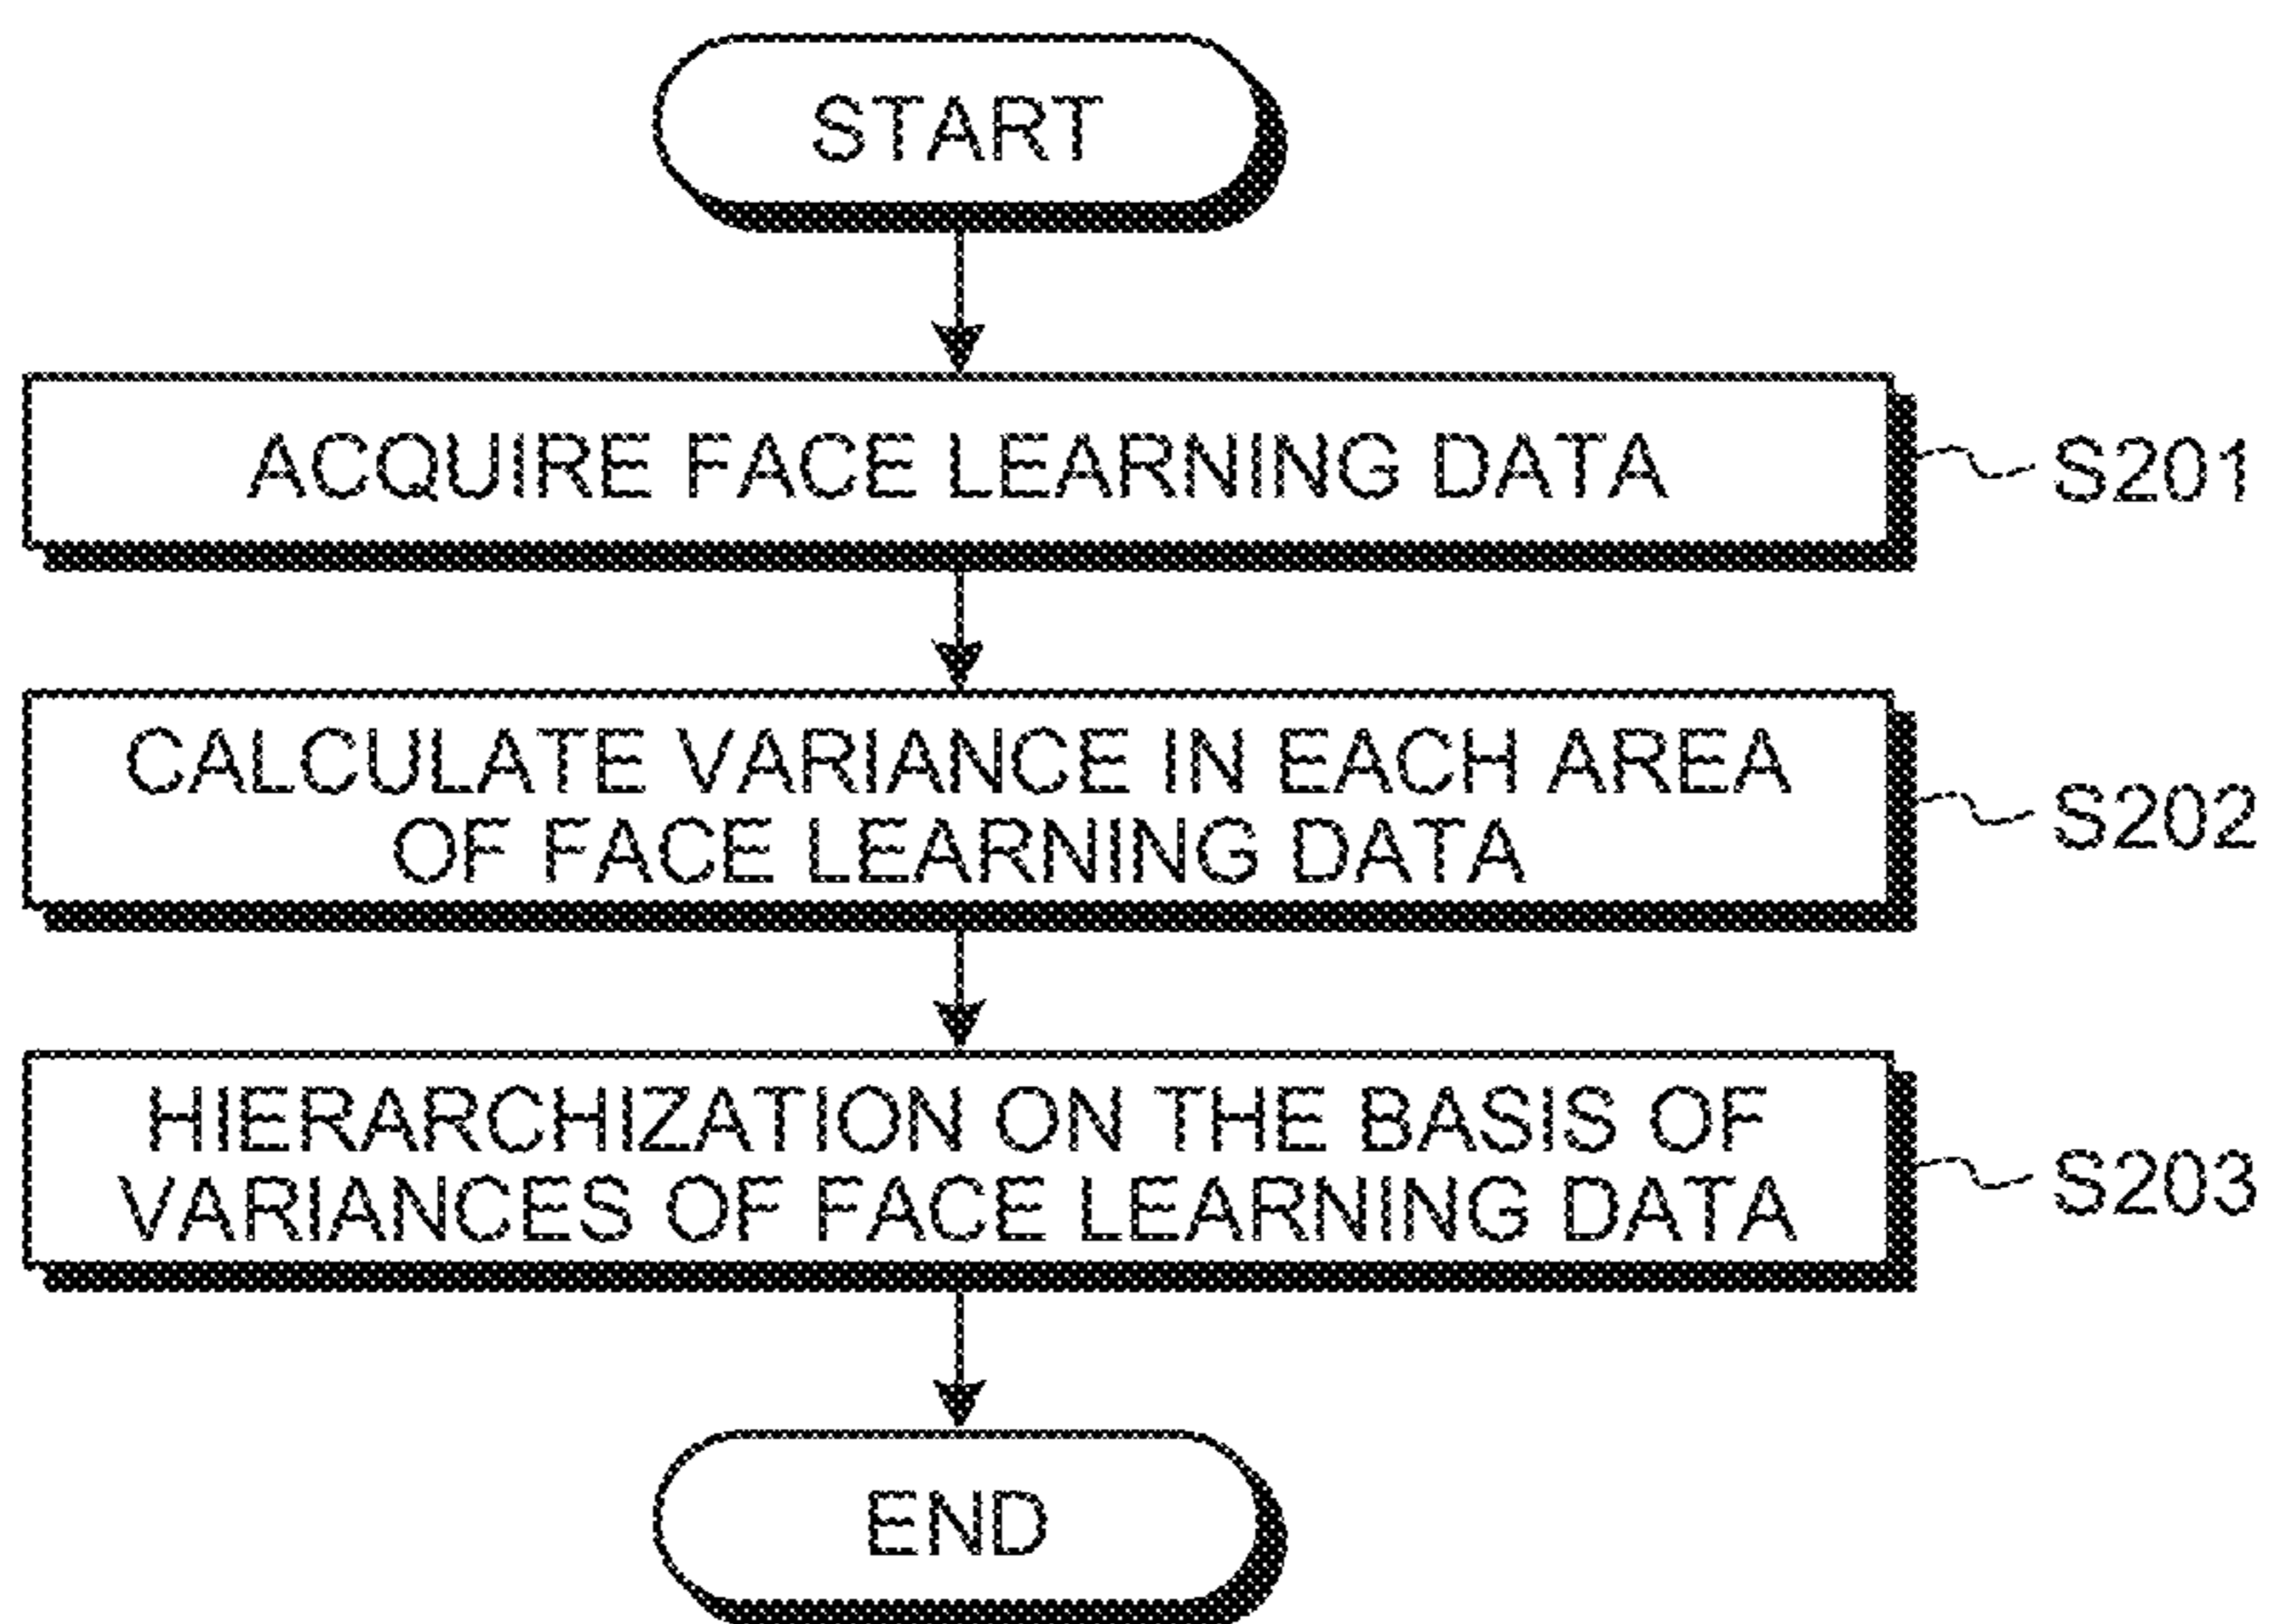 START
ACQUIRE FACE LEARNING DATA
S201
CALCULATE VARIANCE IN EACH AREA
OF FACE LEARNING DATA
S202
HIERARCHIZATION ON THE BASIS OF
VARIANCES OF FACE LEARNING DATA
S203
END